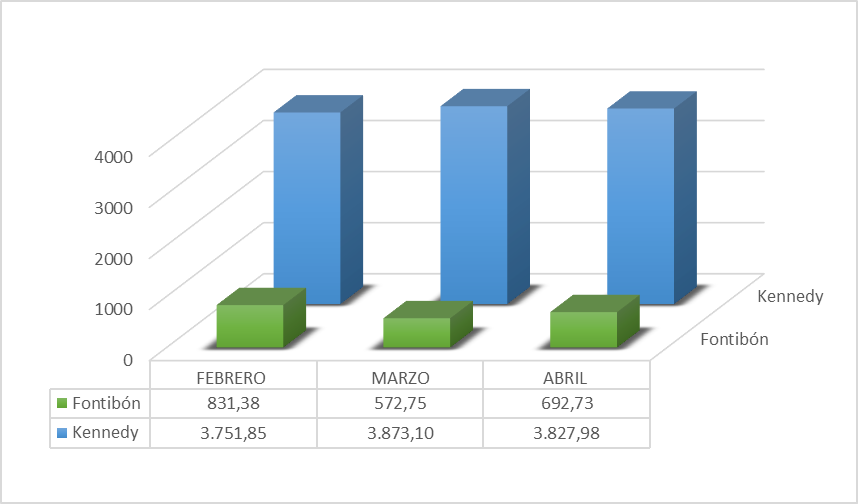 4000
3000
2000
1000
0
Kennedy
Fontibón
FEBRERO MARZO ABRIL
Fontibón 831,38 572,75 692,73
Kennedy 3.751,85 3.873,10 3.827,98